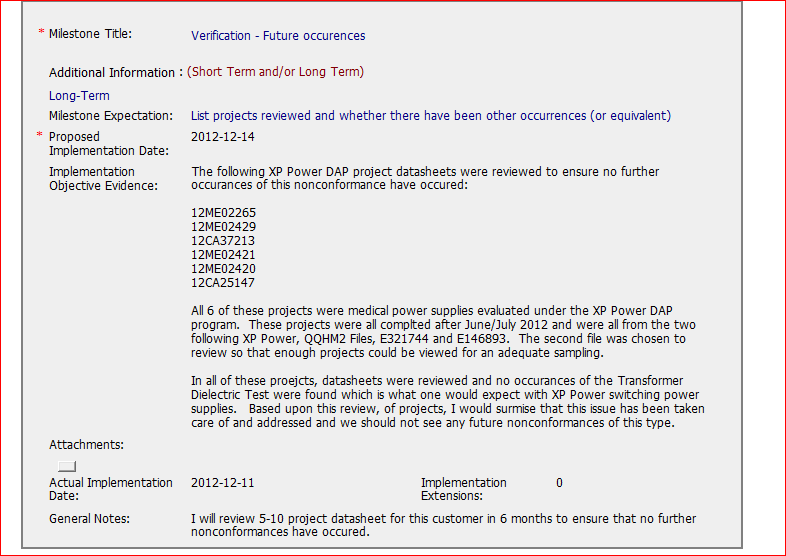 * Milestone Title: Verification - Future occurences
Additional Information : (Short Term and/or Long Term)
Long-Term
Milestone Expectation: List projects reviewed and whether there have been other occurrences (or equivalent)
* Proposed Implementation Date: 2012-12-14
Implementation Objective Evidence: The following XP Power DAP project datasheets were reviewed to ensure no further
occurances of this nonconformance have occured:
12ME02265
12ME02429
12CA37213
12ME02421
12ME02420
12CA25147
All 6 of these projects were medical power supplies evaluated under the XP Power DAP
program.  These projects were all complted after June/July 2012 and were all from the two
following XP Power, QQHM2 Files, E321744 and E146893.  The second file was chosen to
review so that enough projects could be viewed for an adequate sampling.
In all of these proejcts, datasheets were reviewed and no occurances of the Transformer
Dielectric Test were found which is what one would expect with XP Power switching power
supplies.   Based upon this review, of projects, I would surmise that this issue has been taken
care of and addressed and we should not see any future nonconformances of this type.
Attachments:
Actual Implementation Date: 2012-12-11 Implementation Extensions: 0
General Notes: I will review 5-10 project datasheet for this customer in 6 months to ensure that no further
nonconformances have occured.